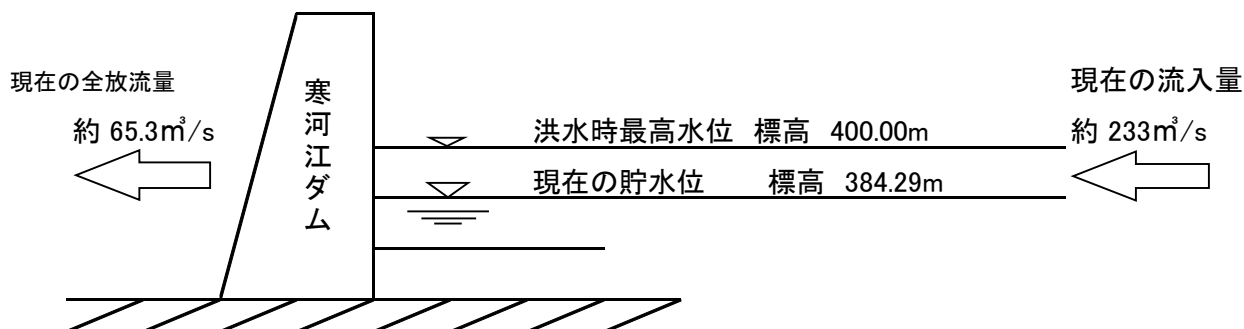 現在の全放流量
約 65.3㎥/s
寒河江ダム
洪水時最高水位 標高 400.00m
現在の貯水位 標高 384.29m
現在の流入量
約 233㎥/s